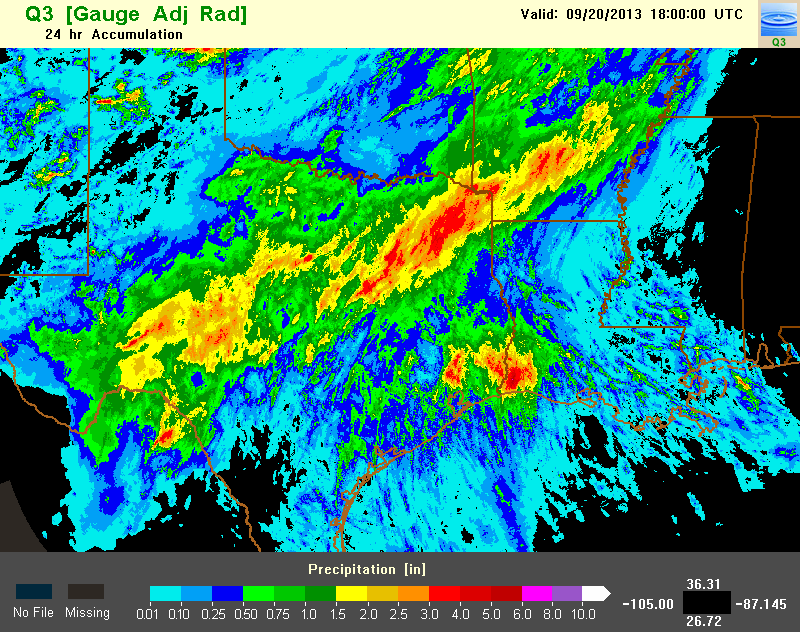 Q3 [Gauge Adj Rad]
24 hr Accumulation
Valid: 09/20/2013 18:00:00 UTC
Q3
Precipitation [in]
No File
Missing
0.01 0.10 0.25 0.50 0.75 1.0 1.5 2.0 2.5 3.0 4.0 5.0 6.0 8.0 10.0
36.31
-105.00 -87.145
26.72